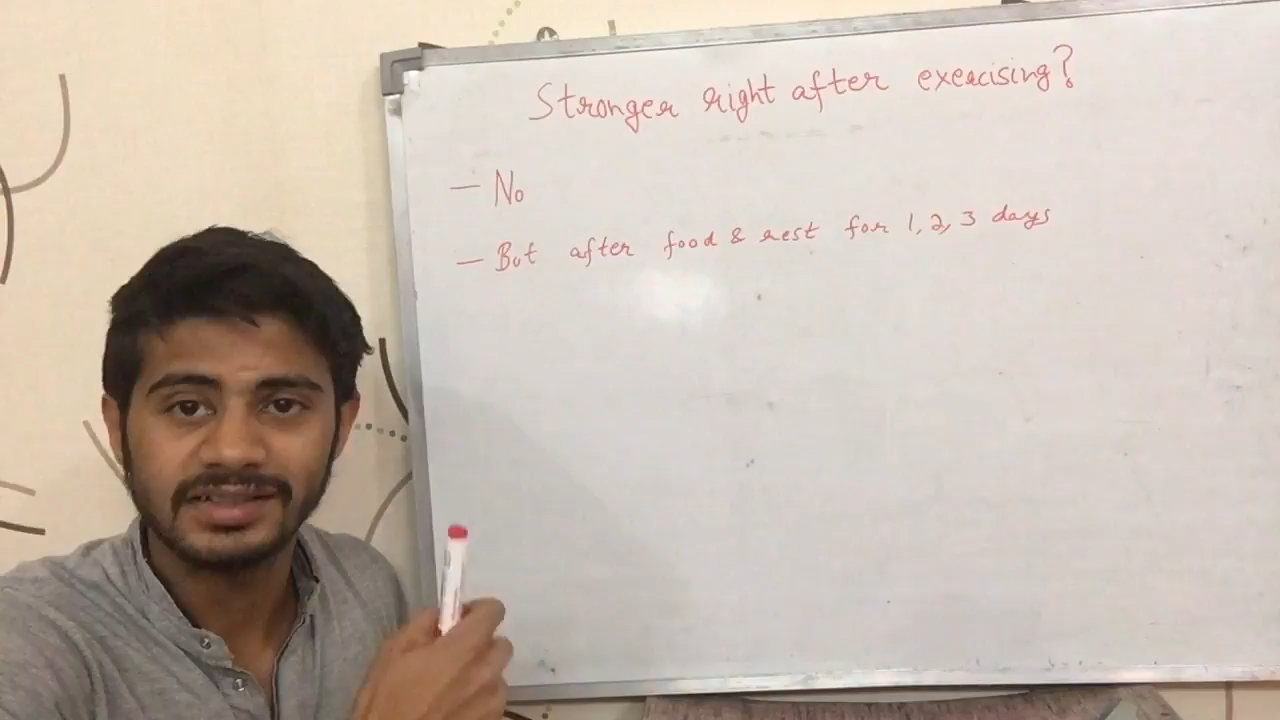 Stronger right after exercising?
— No
— But after food & rest for 1, 2, 3 days